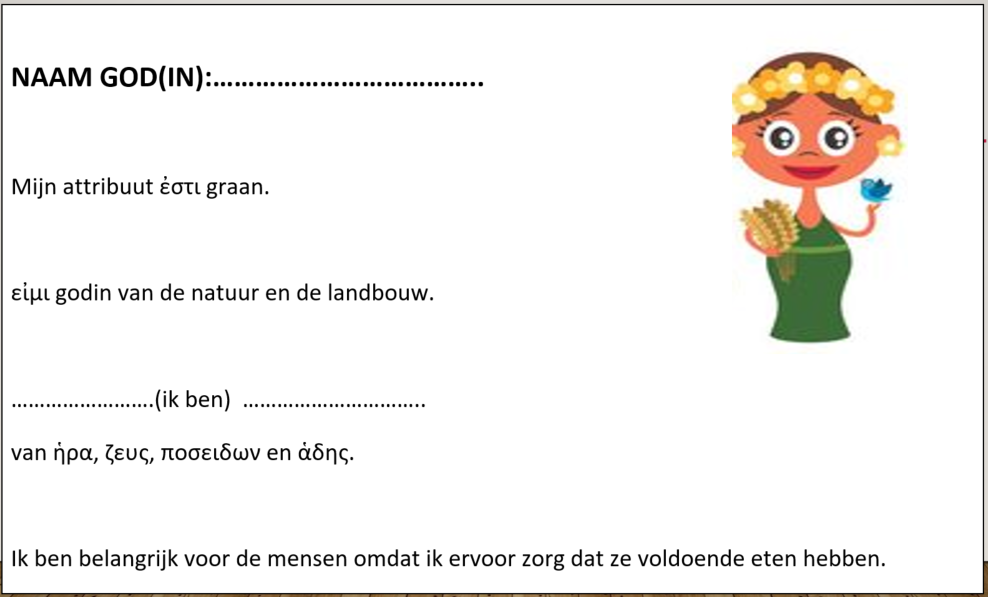 NAAM GOD(IN):………………………………..
Mijn attribuut ἐστι graan.
εἰμι godin van de natuur en de landbouw.
…………………….(ik ben) …………………………..
van ἡρα, ζευς, ποσειδων en ἁδης.
Ik ben belangrijk voor de mensen omdat ik ervoor zorg dat ze voldoende eten hebben.